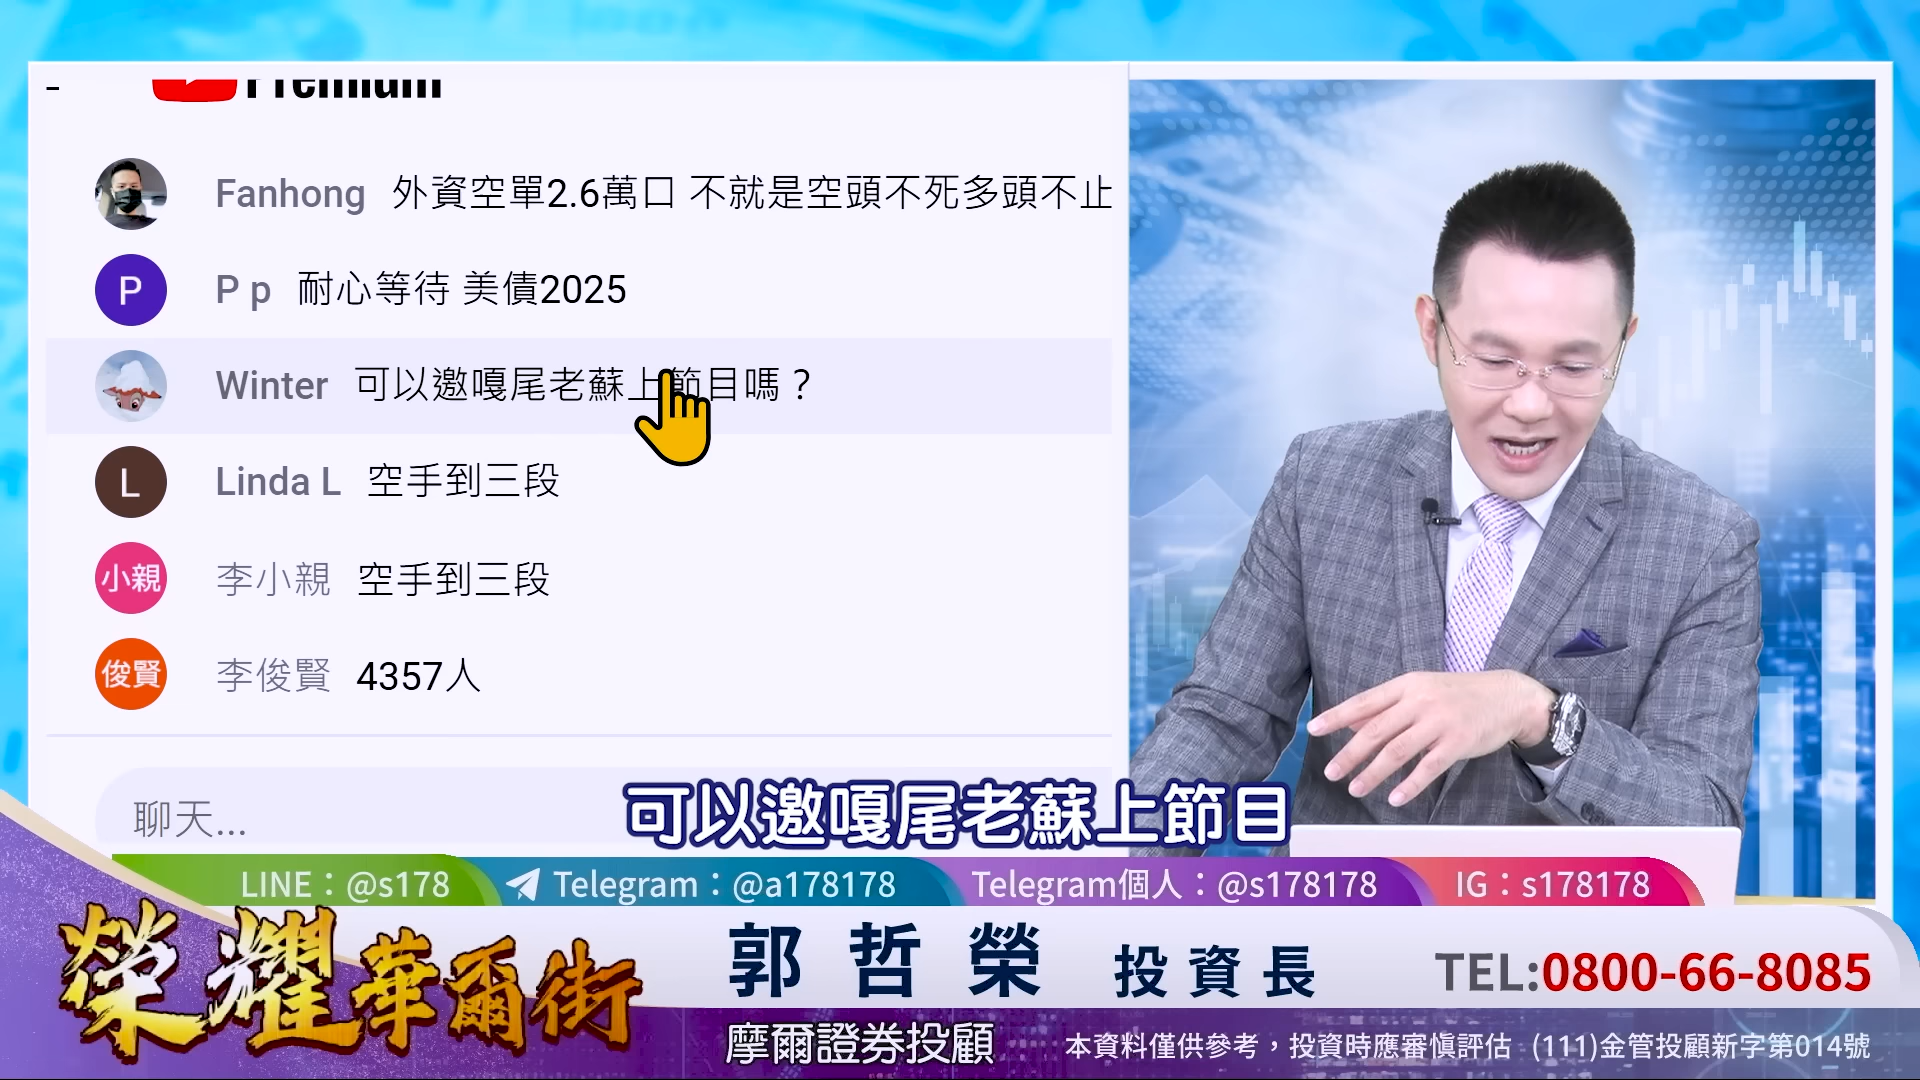 Premium
Fanhong 外資空單2.6萬口 不就是空頭不死多頭不止
P
P p 耐心等待 美債2025
Winter 可以邀嘎尾老蘇上節目嗎？
L
Linda L 空手到三段
小親
李小親 空手到三段
俊賢
李俊賢 4357人
聊天...
可以邀嘎尾老蘇上節目
LINE：@s178
Telegram：@a178178
Telegram個人：@s178178
IG：s178178
榮耀華爾街
郭哲榮 投資長
TEL:0800-66-8085
摩爾證券投顧
本資料僅供參考，投資時應審慎評估 (111)金管投顧新字第014號